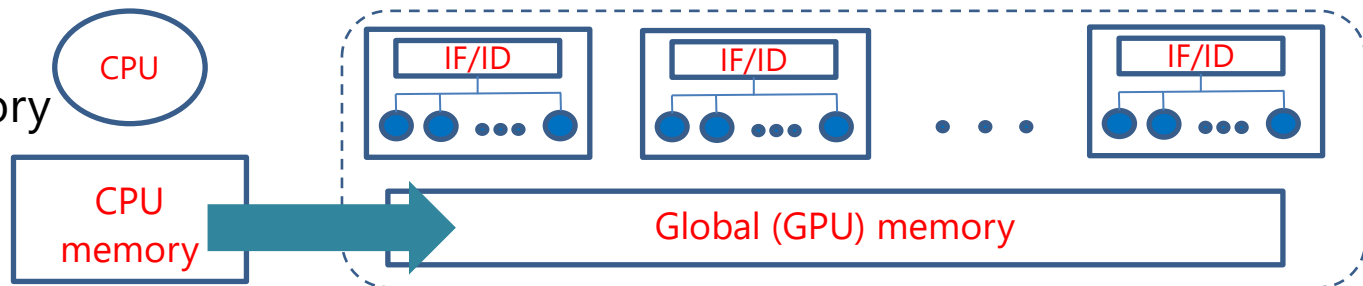 CPU
IF/ID
IF/ID
IF/ID
ory
CPU
memory
Global (GPU) memory